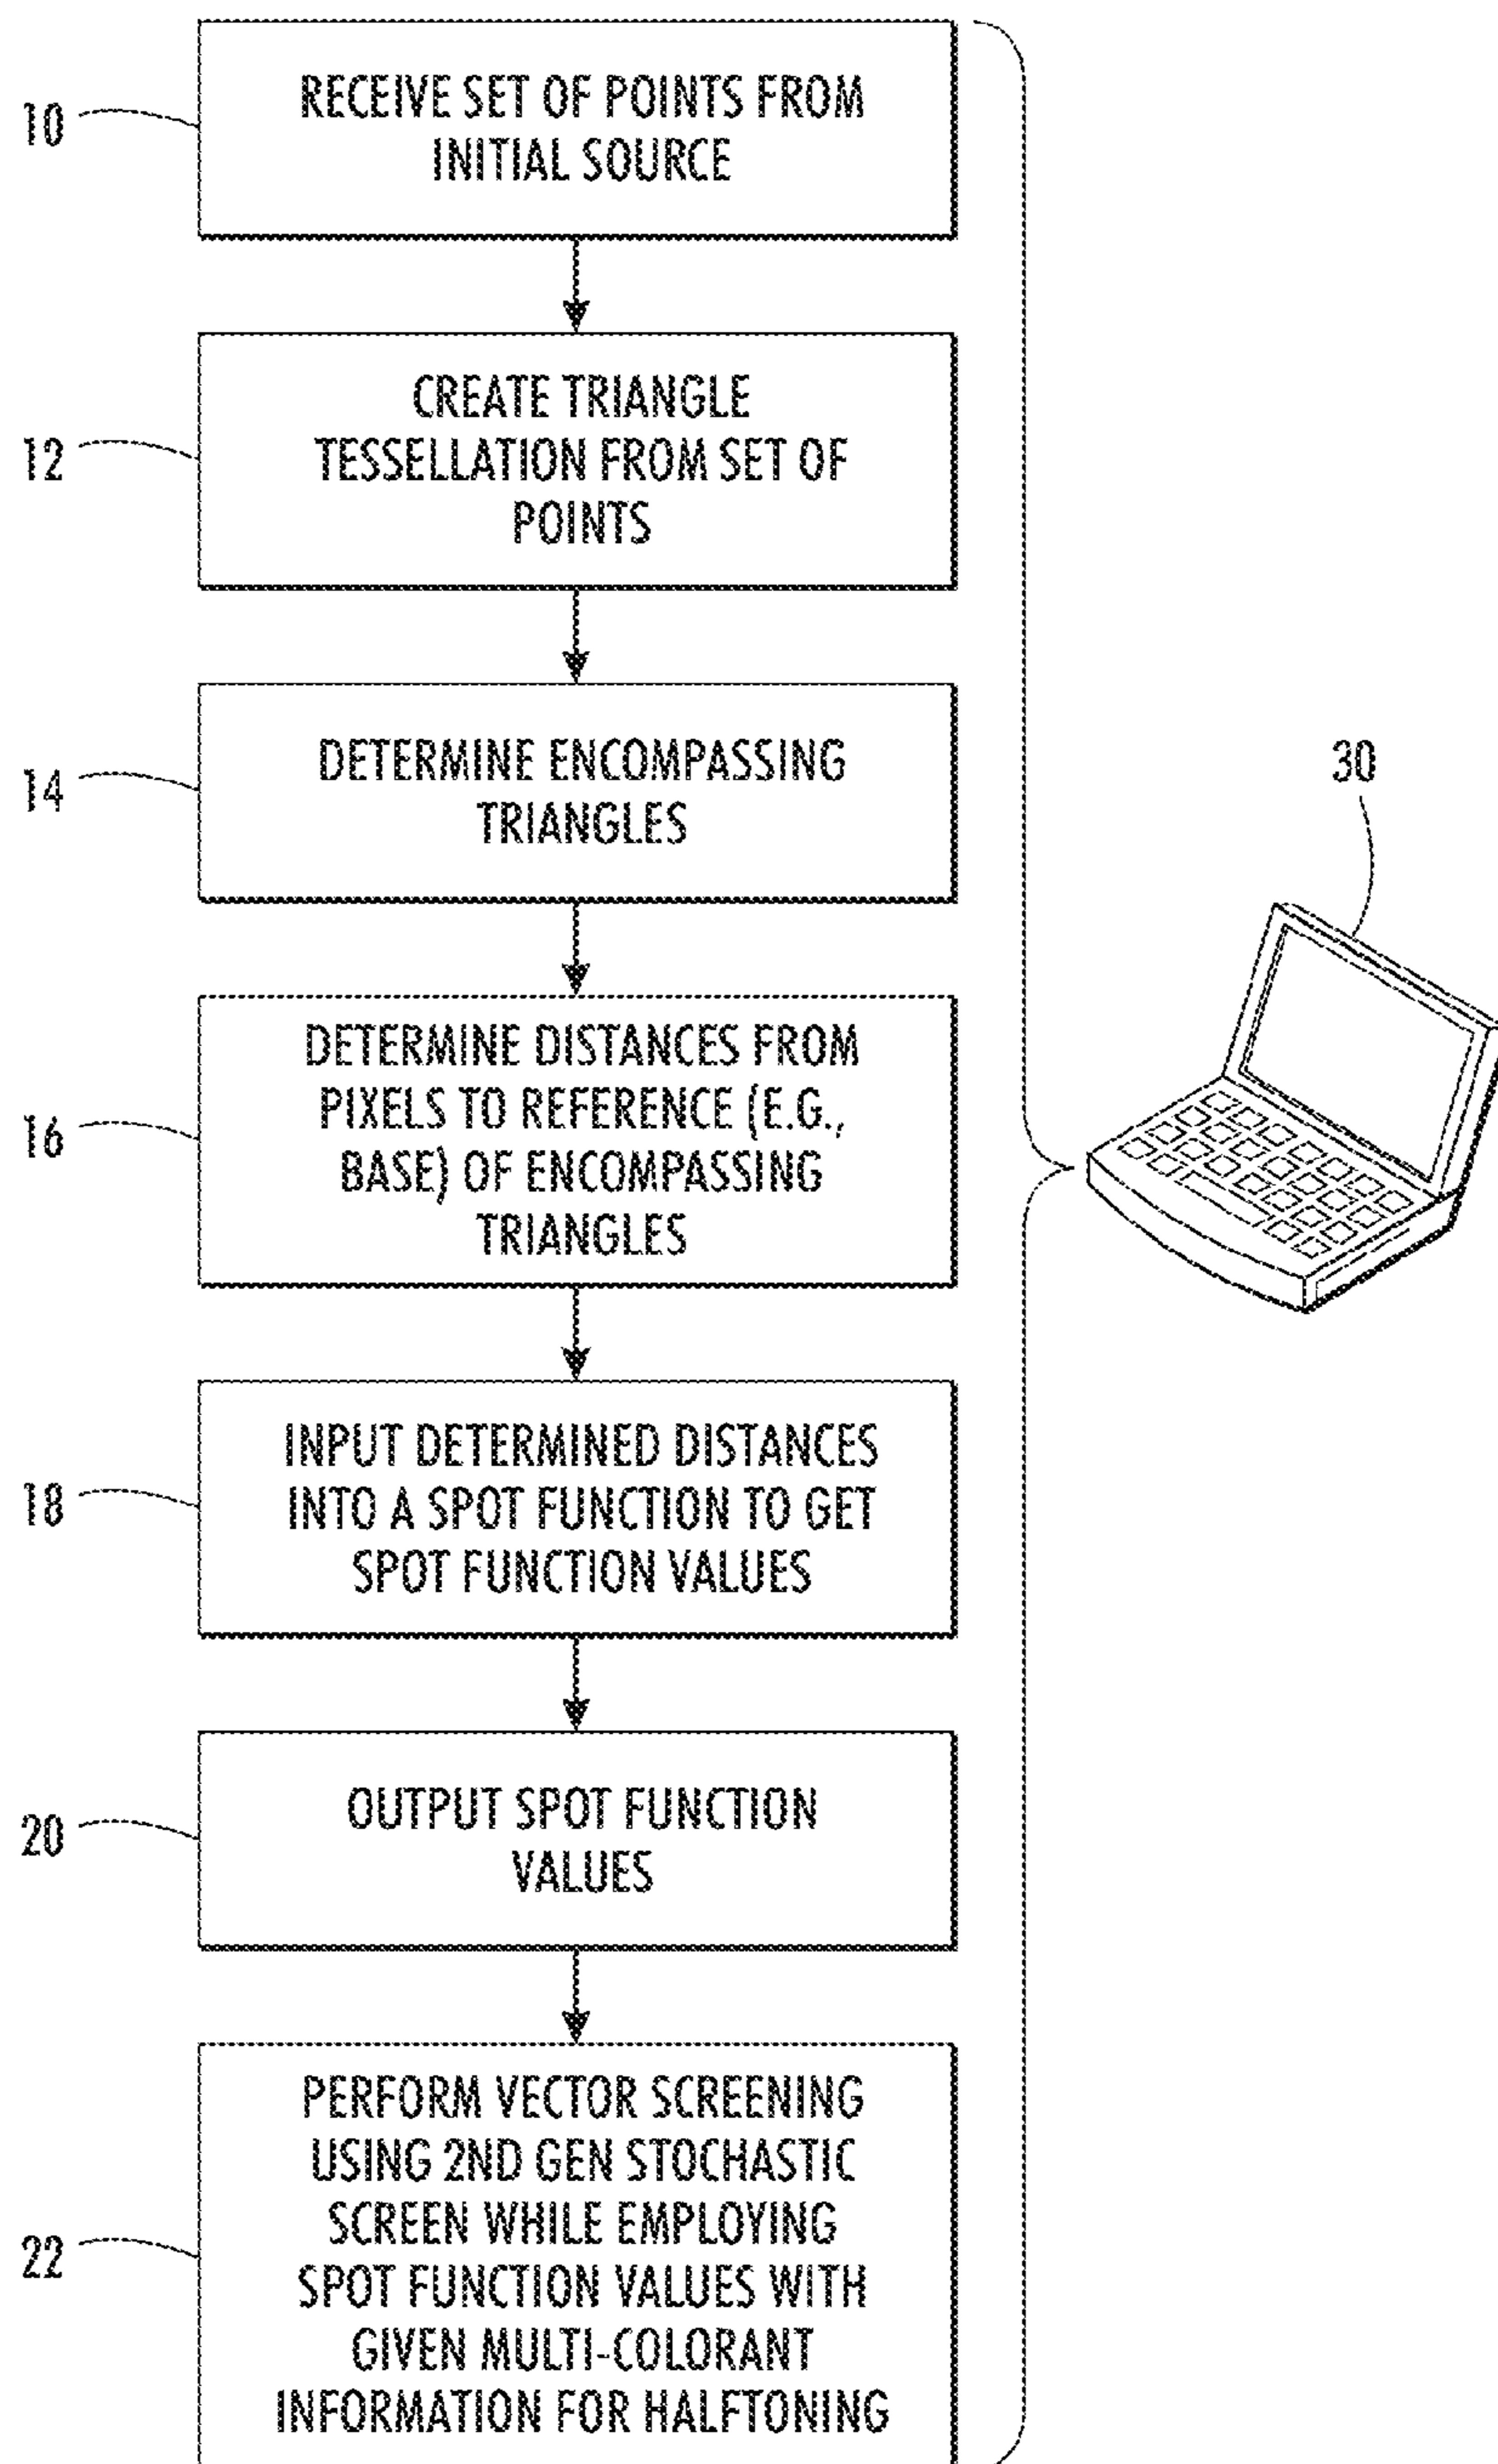 10
RECEIVE SET OF POINTS FROM
INITIAL SOURCE
12
CREATE TRIANGLE
TESSELLATION FROM SET OF
POINTS
14
DETERMINE ENCOMPASSING
TRIANGLES
30
16
DETERMINE DISTANCES FROM
PIXELS TO REFERENCE (E.G.,
BASE) OF ENCOMPASSING
TRIANGLES
18
INPUT DETERMINED DISTANCES
INTO A SPOT FUNCTION TO GET
SPOT FUNCTION VALUES
20
OUTPUT SPOT FUNCTION
VALUES
22
PERFORM VECTOR SCREENING
USING 2ND GEN STOCHASTIC
SCREEN WHILE EMPLOYING
SPOT FUNCTION VALUES WITH
GIVEN MULTI-COLORANT
INFORMATION FOR HALFTONING